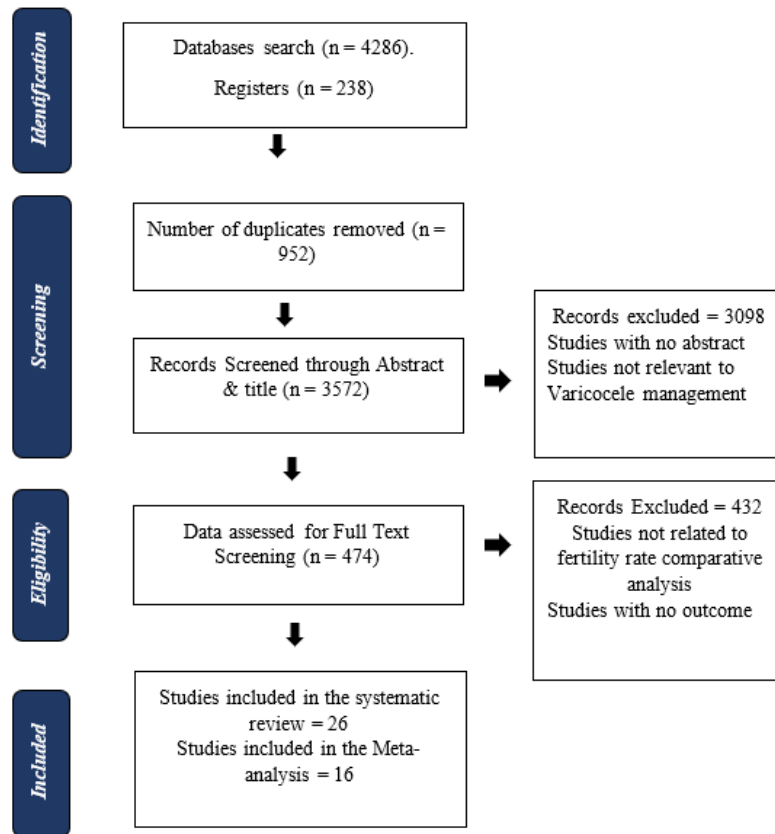 Identification
Databases search (n = 4286).
Registers (n = 238)
Screening
Number of duplicates removed (n =
952)
Records Screened through Abstract
& title (n = 3572)
Records excluded = 3098
Studies with no abstract
Studies not relevant to
Varicocele management
Eligibility
Data assessed for Full Text
Screening (n = 474)
Records Excluded = 432
Studies not related to
fertility rate comparative
analysis
Studies with no outcome
Included
Studies included in the systematic
review = 26
Studies included in the Meta-
analysis = 16